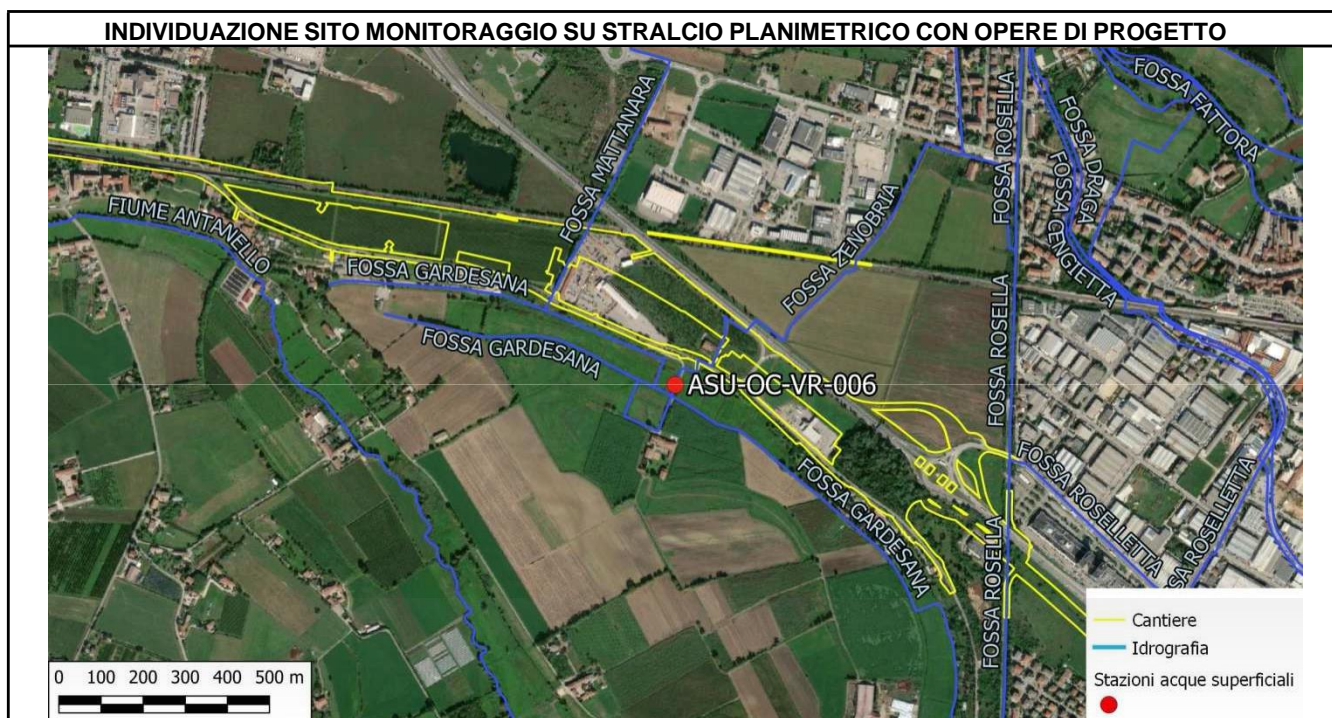 INDIVIDUAZIONE SITO MONITORAGGIO SU STRALCIO PLANIMETRICO CON OPERE DI PROGETTO
FOSSA MATTANARA
FOSSA ROSELLA
FOSSA DRAGA
FOSSA FATTORA
FOSSA CENGIETTA
FIUME ANTANELLO
FOSSA GARDESANA
FOSSA ZENOBRIA
FOSSA GARDESANA
FOSSA ROSELLA
ASU-OC-VR-006
FOSSA ROSELLETTA
SA ROSELLETTA
FOSSA GARDESANA
FOSSA ROSELLA
0 100 200 300 400 500 m
Cantiere
Idrografia
Stazioni acque superficiali